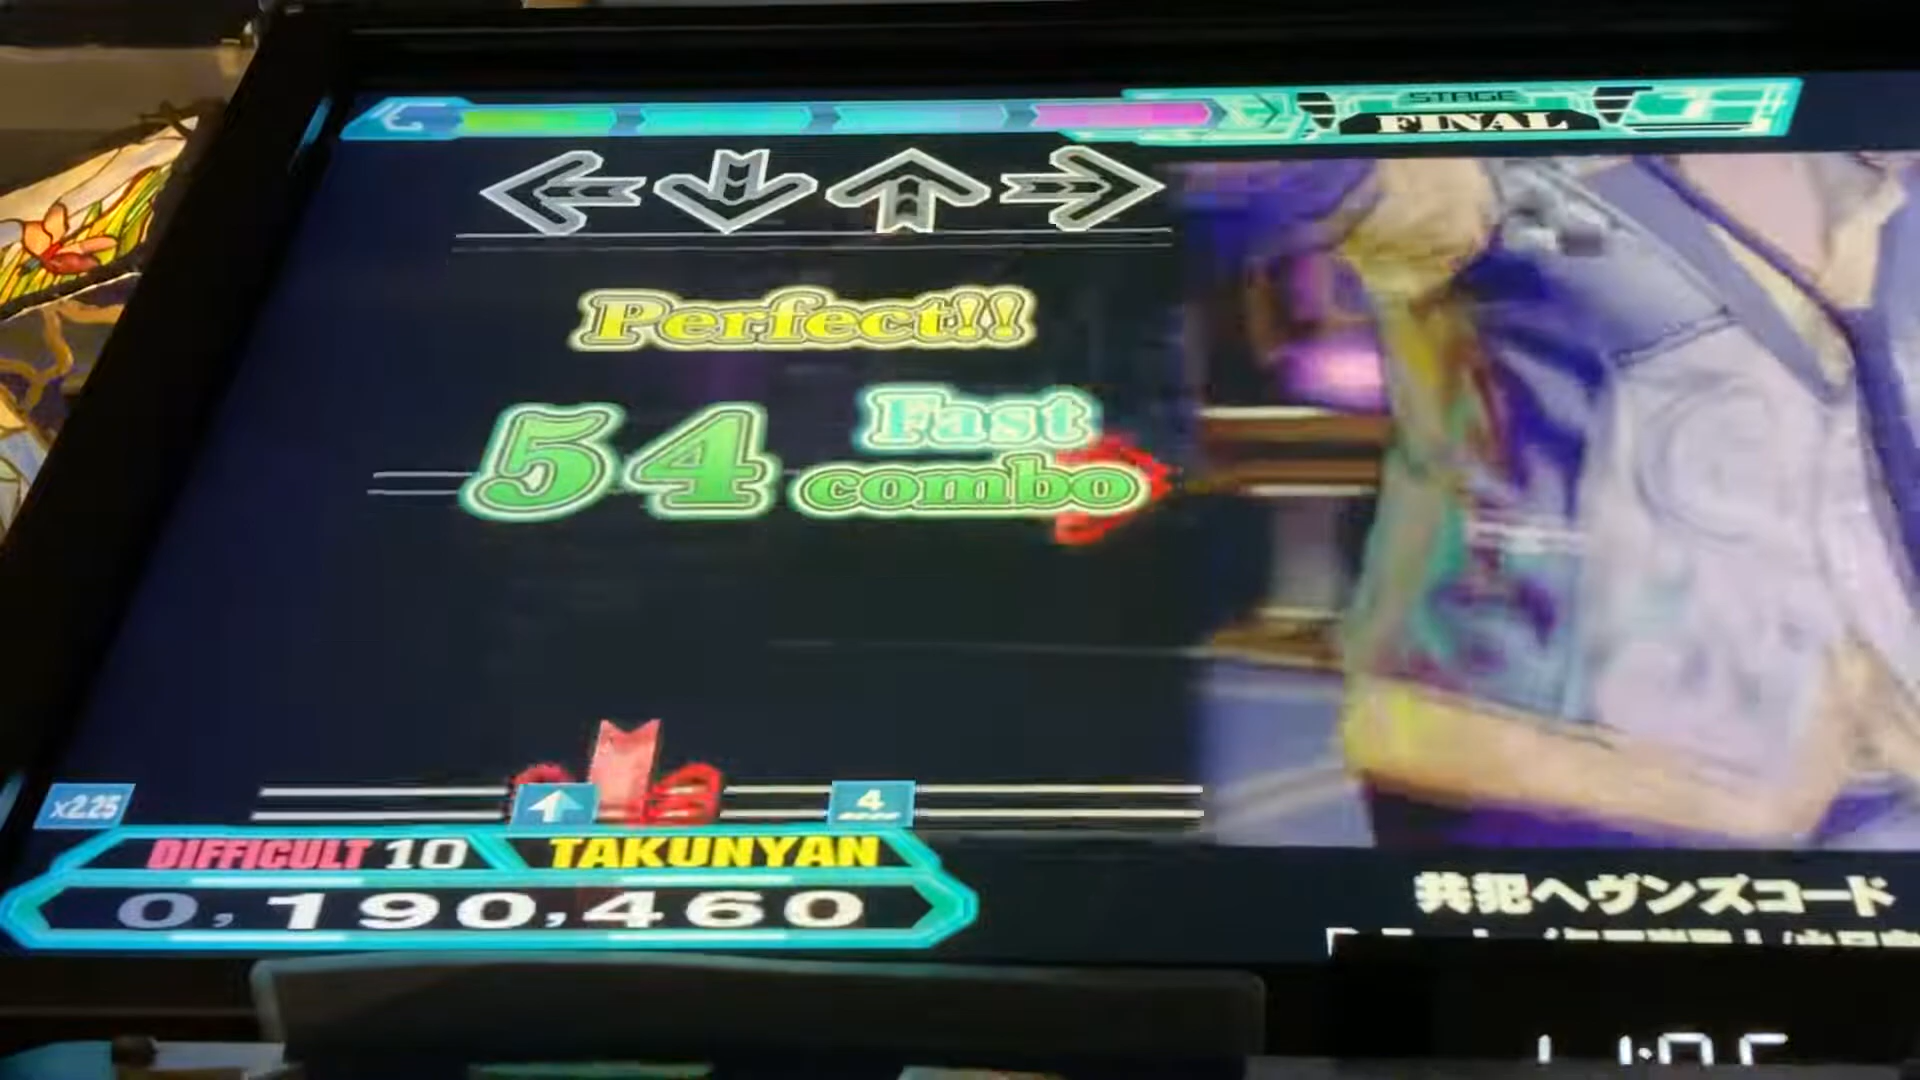 STAGE
FINAL
Perfect!!
Fast
54 combo
x2.25
4
DIFFICULT 10 TAKUNYAN
0,190,460
共犯ヘヴンズコード